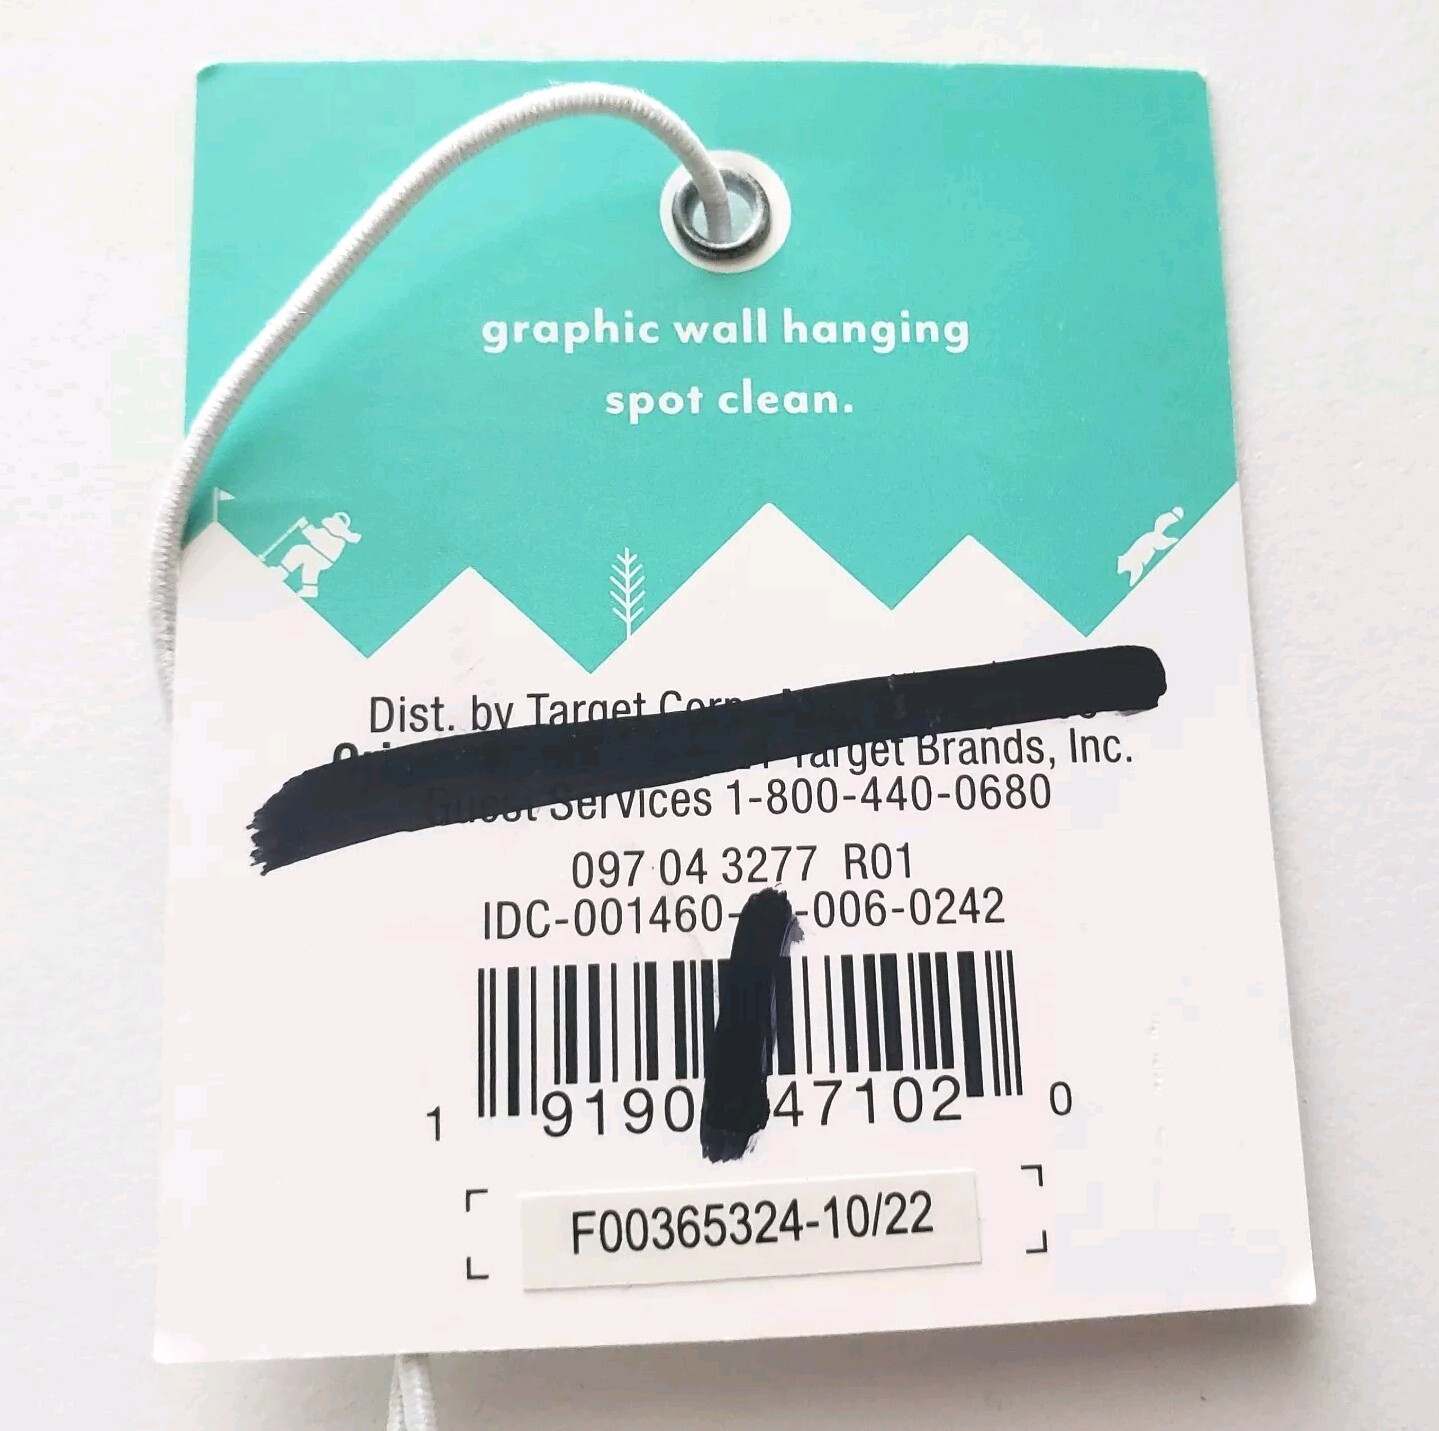 graphic wall hanging
spot clean.
Dist. by Target Corp
Target Brands, Inc.
Guest Services 1-800-440-0680
097 04 3277 R01
IDC-001460- -006-0242
1 9190 47102 0
F00365324-10/22